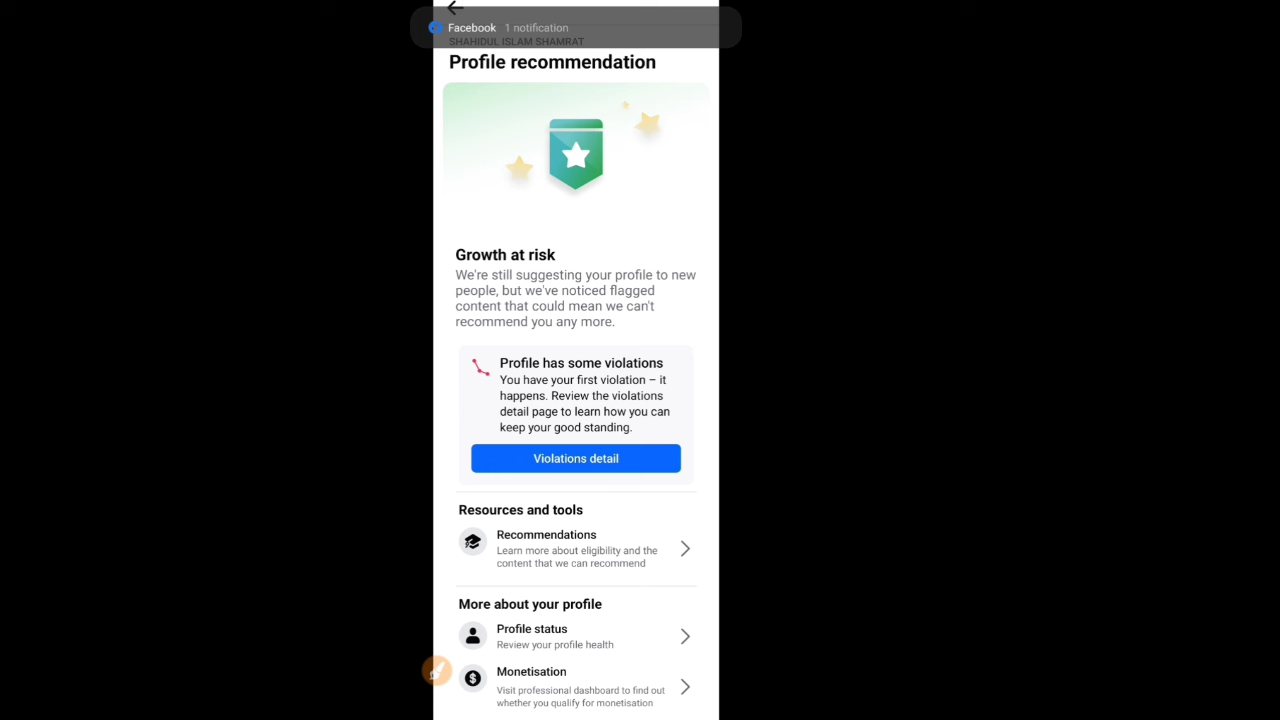 Facebook 1 notification
SHAHIDUL ISLAM SHAMRAT
Profile recommendation
Growth at risk
We're still suggesting your profile to new
people, but we've noticed flagged
content that could mean we can't
recommend you any more.
Profile has some violations
You have your first violation – it
happens. Review the violations
detail page to learn how you can
keep your good standing.
Violations detail
Resources and tools
Recommendations
Learn more about eligibility and the
content that we can recommend
More about your profile
Profile status
Review your profile health
Monetisation
Visit professional dashboard to find out
whether you qualify for monetisation